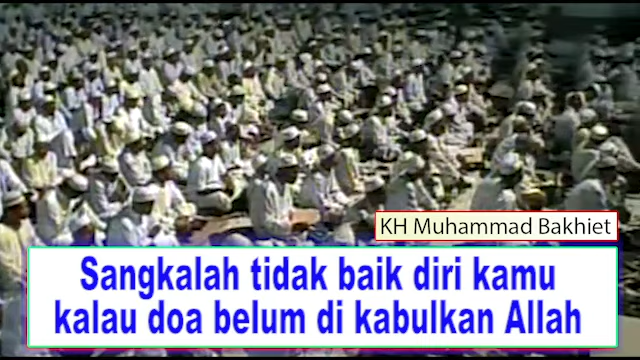 KH Muhammad Bakhiet
Sangkalah tidak baik diri kamu
kalau doa belum di kabulkan Allah